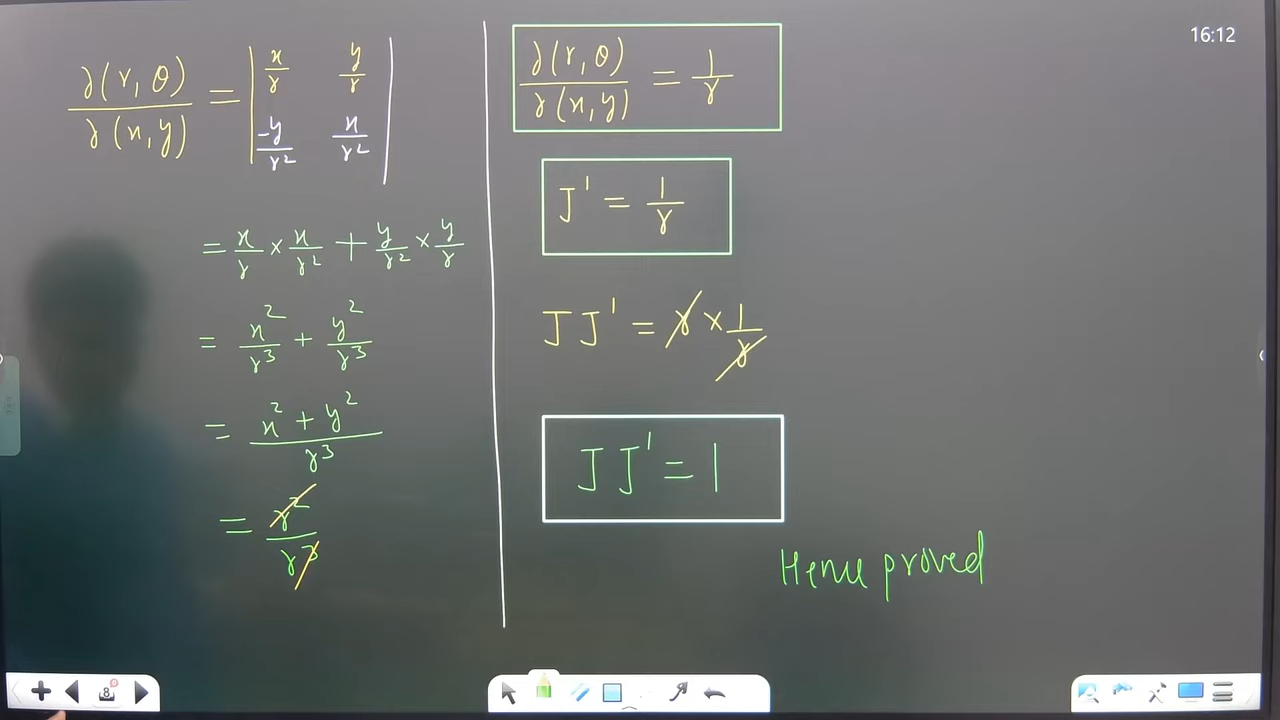 ∂(r, θ)/∂(x, y) = | x/r y/r |
| -y/r² x/r² |
= x/r × x/r² + y/r² × y/r
= x²/r³ + y²/r³
= x² + y² / r³
= r²/r³
16:12
∂(r, θ)/∂(x, y) = 1/r
J' = 1/r
JJ' = r × 1/r
JJ' = 1
Hence proved
8